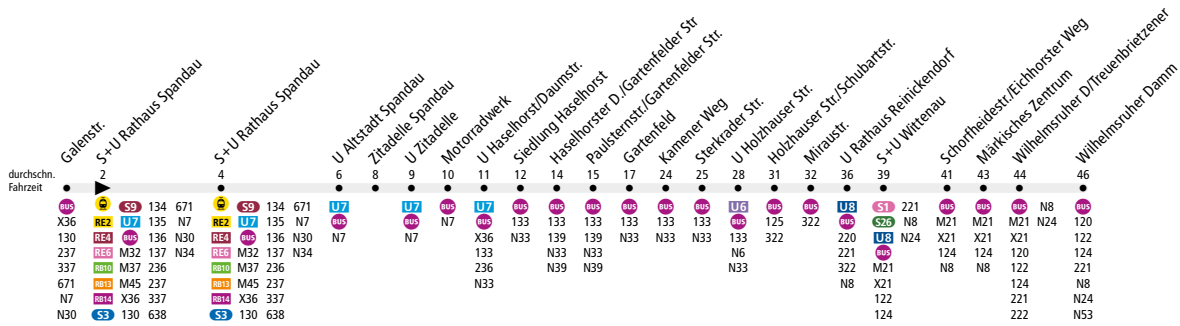 Galenstr.
S+U Rathaus Spandau
S+U Rathaus Spandau
U Altstadt Spandau
Zitadelle Spandau
U Zitadelle
Motorradwerk
U Haselhorst/Daumstr.
Siedlung Haselhorst
Haselhorster D./Gartenfelder Str
Paulsternstr/Gartenfelder Str.
Gartenfeld
Kamener Weg
Sterkrader Str.
U Holzhauser Str.
Holzhauser Str/Schubartstr.
Miraustr.
U Rathaus Reinickendorf
S+U Wittenau
Schorfheidestr./Eichhorster Weg
Märkisches Zentrum
Wilhelmsruher D/Treuenbrietzener
Wilhelmsruher Damm
durchschn. 2 4 6 8 9 10 11 12 14 15 17 24 25 28 31 32 36 39 41 43 44 46
Fahrzeit
BUS S9 134 671 S9 134 671 U7 U7 BUS U7 BUS BUS BUS BUS BUS BUS U6 BUS BUS U8 S1 221 BUS BUS BUS N8 BUS
X36 RE2 U7 135 N7 RE2 U7 135 N7 BUS BUS N7 BUS 133 133 133 133 133 133 BUS 125 322 BUS S26 N8 M21 M21 M21 N24 120
130 RE4 BUS 136 N30 RE4 BUS 136 N30 N7 N7 X36 N33 139 139 N33 N33 N33 133 322 220 U8 N24 X21 X21 X21 122
237 RE6 M32 137 N34 RE6 M32 137 N34 133 N33 N33 N6 221 BUS 124 124 120 124
337 RB10 M37 236 RB10 M37 236 236 N39 N39 N33 322 M21 N8 N8 122 221
671 RB13 M45 237 RB13 M45 237 N33 N8 X21 124 N8
N7 RB14 X36 337 RB14 X36 337 122 221 N24
N30 S3 130 638 S3 130 638 124 222 N53